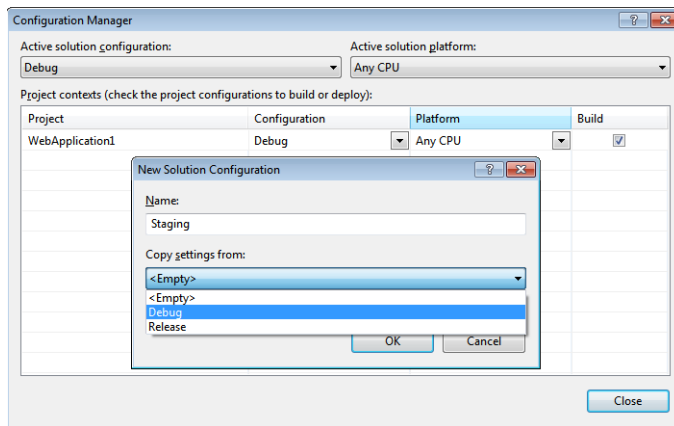 Configuration Manager
Active solution configuration: Active solution platform:
Debug Any CPU
Project contexts (check the project configurations to build or deploy):
Project Configuration Platform Build
WebApplication1 Debug Any CPU
New Solution Configuration
Name:
Staging
Copy settings from:
<Empty>
<Empty>
Debug
Release
OK Cancel
Close